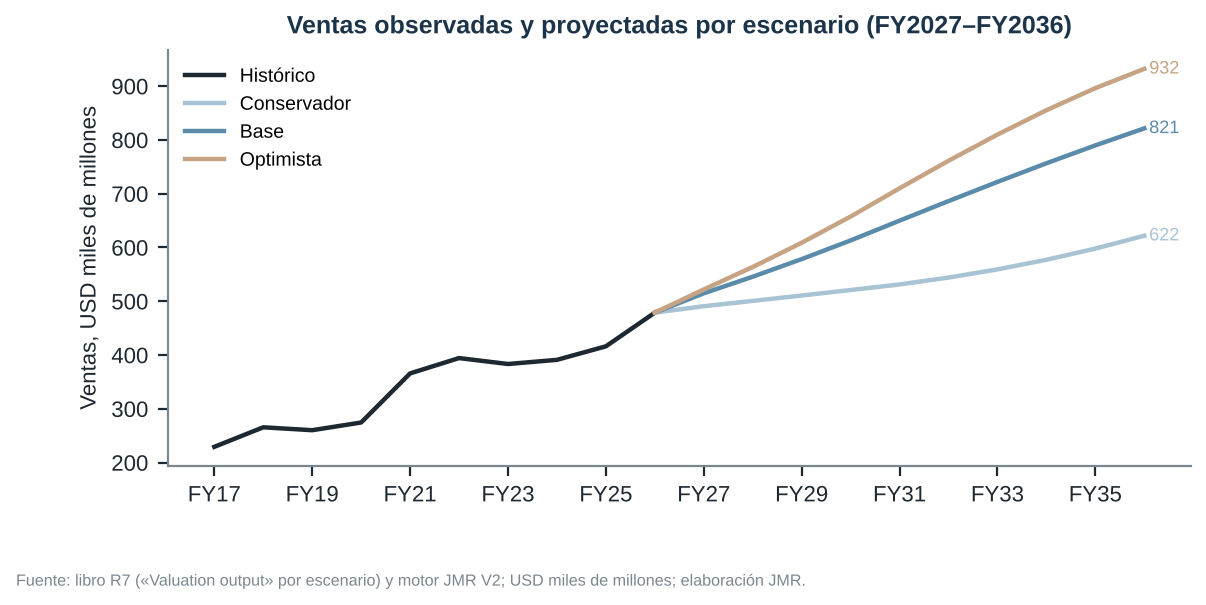 Ventas observadas y proyectadas por escenario (FY2027–FY2036)
Ventas, USD miles de millones
900
800
700
600
500
400
300
200
Histórico
Conservador
Base
Optimista
932
821
622
FY17 FY19 FY21 FY23 FY25 FY27 FY29 FY31 FY33 FY35
Fuente: libro R7 («Valuation output» por escenario) y motor JMR V2; USD miles de millones; elaboración JMR.